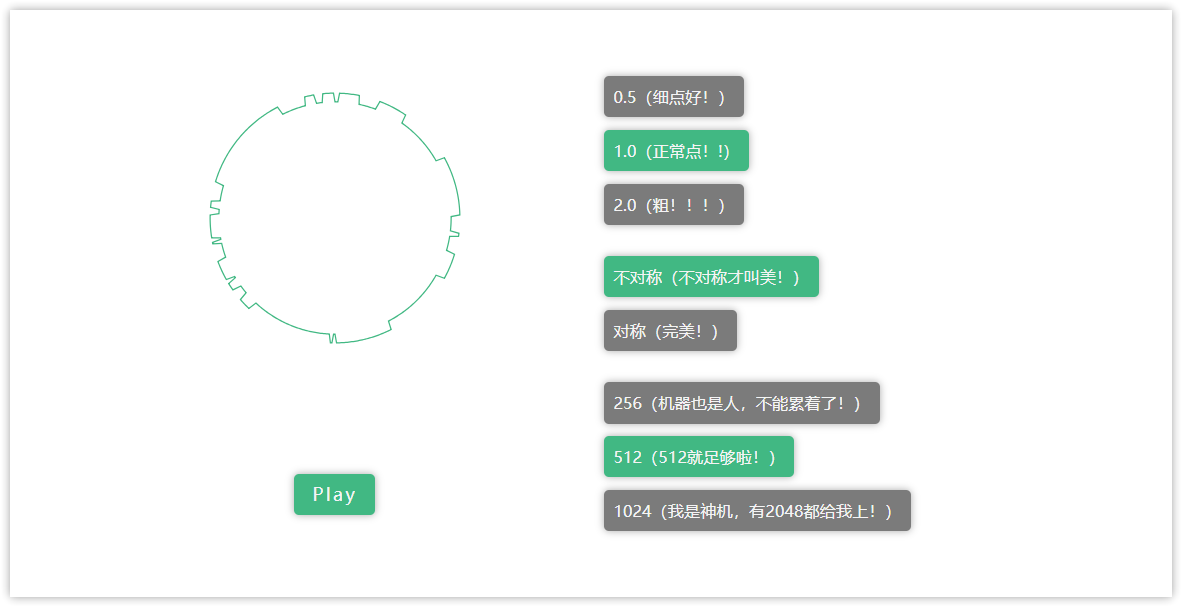 0.5（细点好！）
1.0（正常点！!）
2.0（粗！！！）
不对称（不对称才叫美！）
对称（完美！）
256（机器也是人，不能累着了！）
512（512就足够啦！）
1024（我是神机，有2048都给我上！）
Play